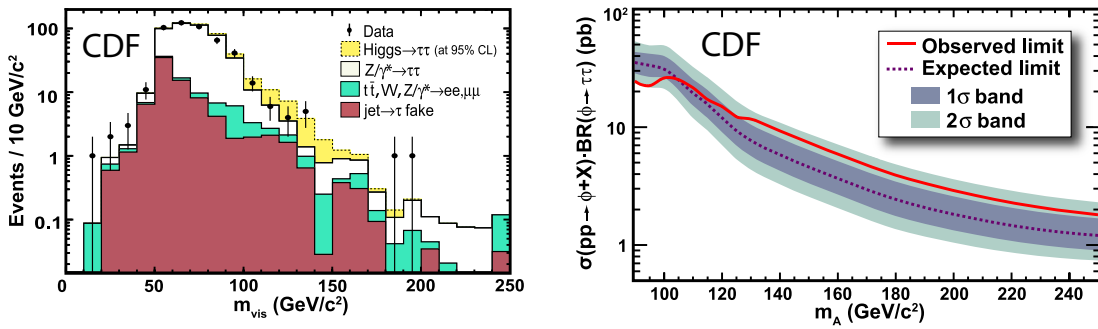 CDF
Data
Higgs→ττ (at 95% CL)
Z/γ*→ττ
tt̄, W, Z/γ*→ee,μμ
jet→τ fake
Events / 10 GeV/c²
100
10
1
0.1
0 50 100 150 200 250
m_vis (GeV/c²)
CDF
Observed limit
Expected limit
1σ band
2σ band
σ(pp→φ+X)·BR(φ→ττ) (pb)
10²
10
1
100 120 140 160 180 200 220 240
m_A (GeV/c²)